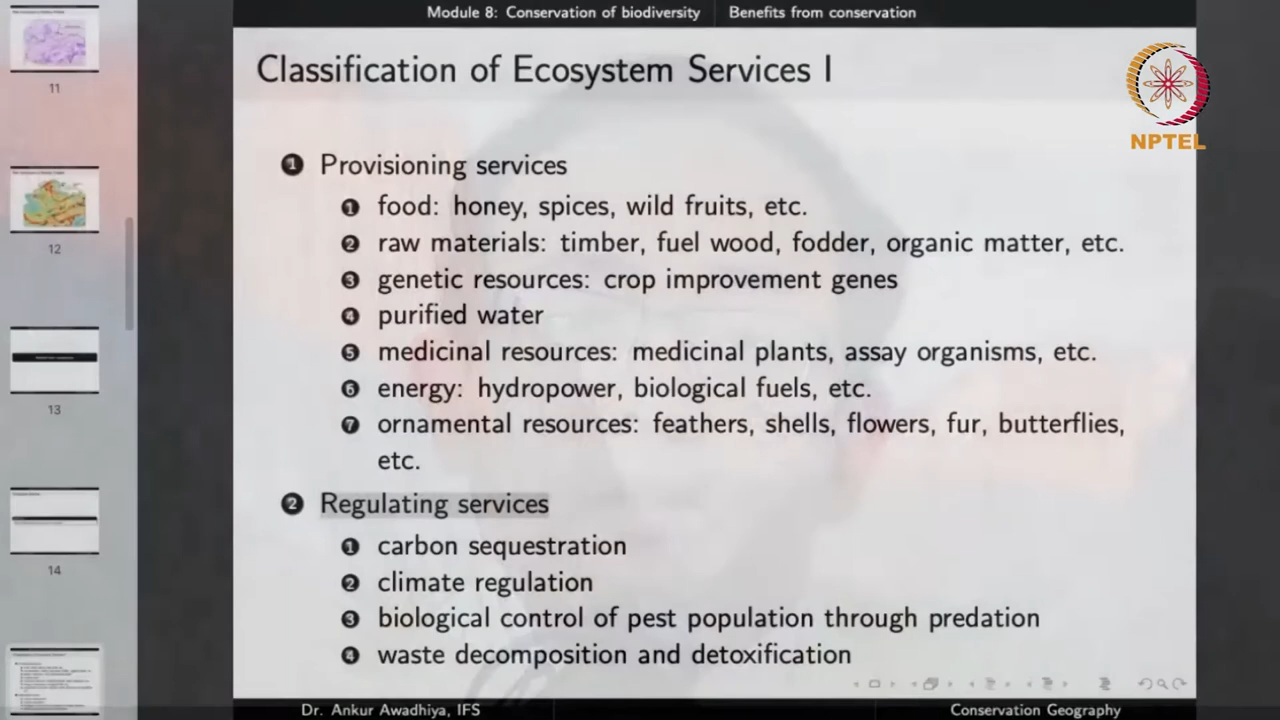 Module 8: Conservation of biodiversity Benefits from conservation
Classification of Ecosystem Services I
NPTEL
1 Provisioning services
1 food: honey, spices, wild fruits, etc.
2 raw materials: timber, fuel wood, fodder, organic matter, etc.
3 genetic resources: crop improvement genes
4 purified water
5 medicinal resources: medicinal plants, assay organisms, etc.
6 energy: hydropower, biological fuels, etc.
7 ornamental resources: feathers, shells, flowers, fur, butterflies,
etc.
2 Regulating services
1 carbon sequestration
2 climate regulation
3 biological control of pest population through predation
4 waste decomposition and detoxification
Dr. Ankur Awadhiya, IFS Conservation Geography
11
12
13
14